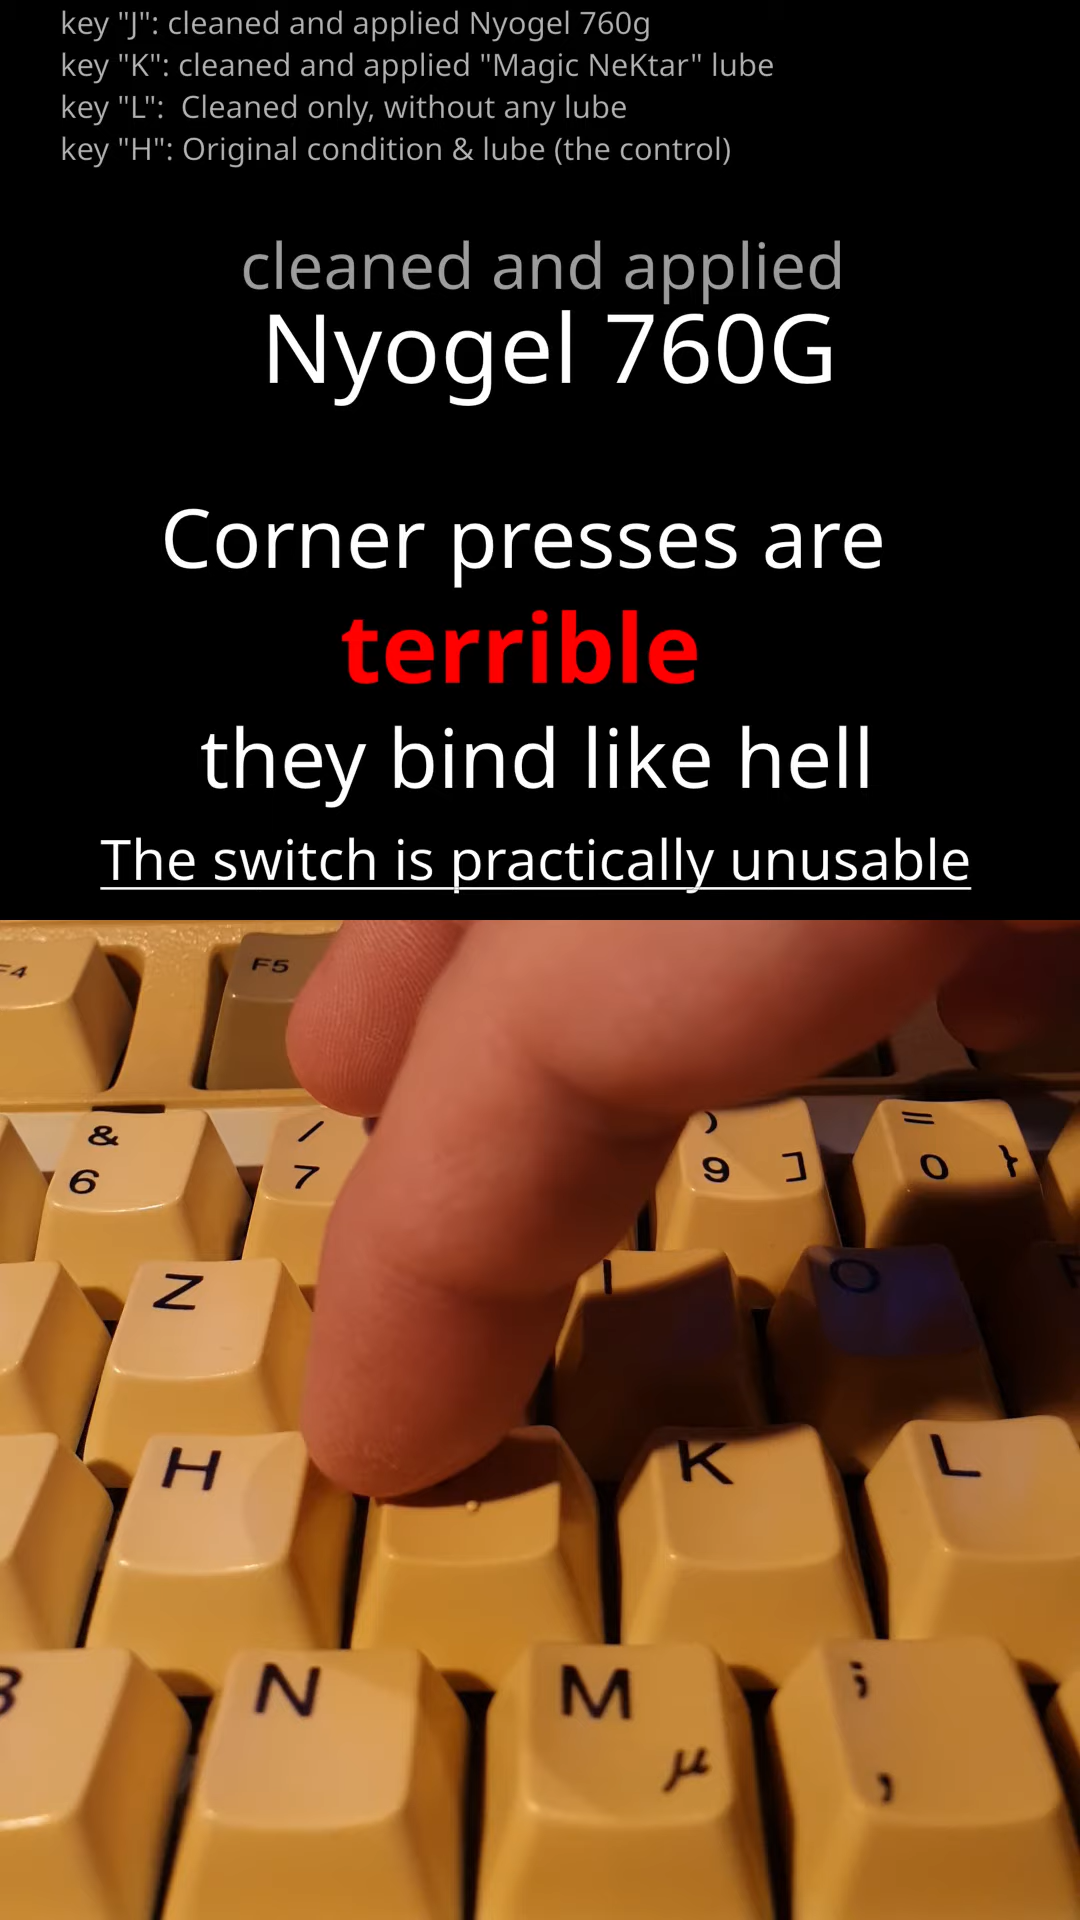 key "J": cleaned and applied Nyogel 760g
key "K": cleaned and applied "Magic NeKtar" lube
key "L":  Cleaned only, without any lube
key "H": Original condition & lube (the control)
cleaned and applied
Nyogel 760G
Corner presses are
terrible
they bind like hell
The switch is practically unusable
F4 F5
& / ) =
6 7 9 ] 0 }
Z I O
H K L
N M ;
µ ,